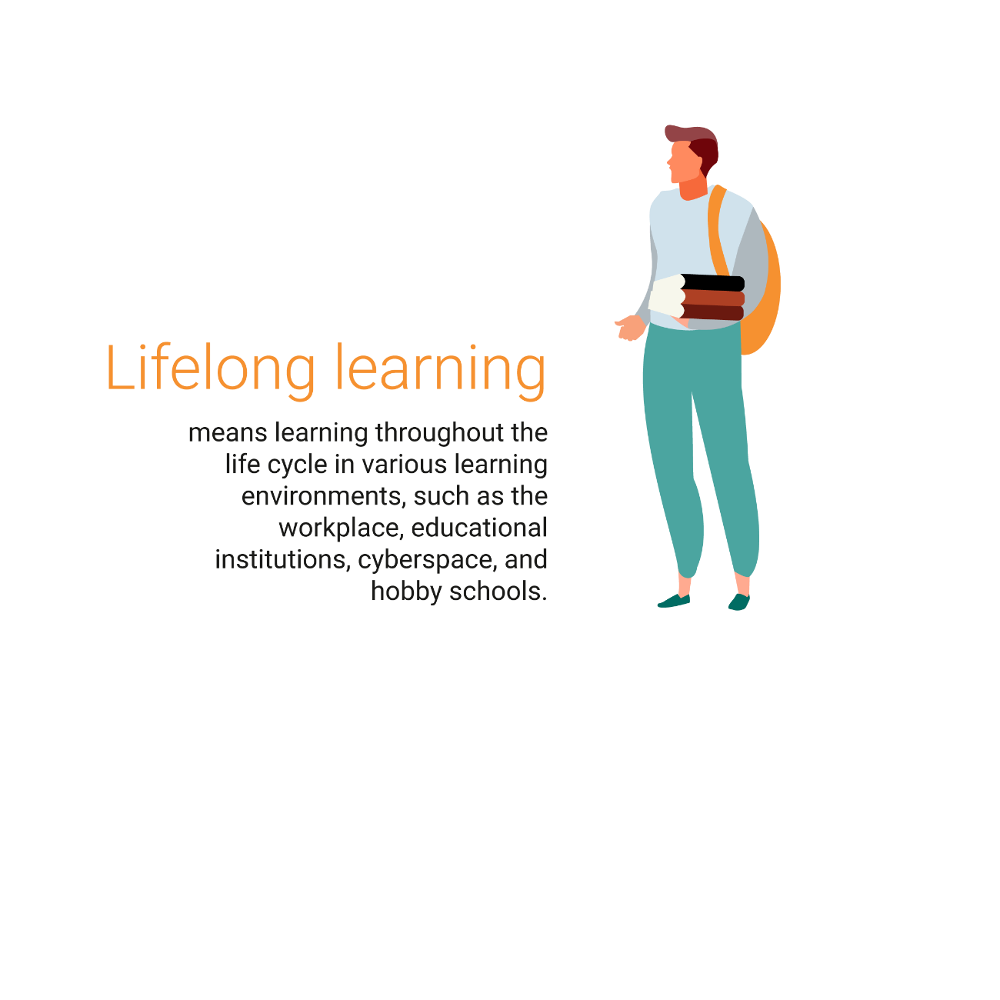 Lifelong learning
means learning throughout the
life cycle in various learning
environments, such as the
workplace, educational
institutions, cyberspace, and
hobby schools.